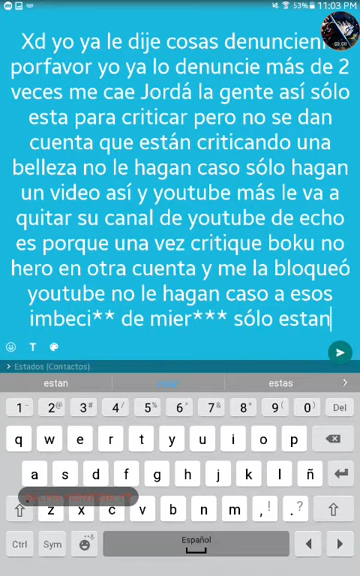 53% 11:03 PM
Xd yo ya le dije cosas denuncien
porfavor yo ya lo denuncie más de 2
veces me cae Jordá la gente así sólo
esta para criticar pero no se dan
cuenta que están criticando una
belleza no le hagan caso sólo hagan
un video así y youtube más le va a
quitar su canal de youtube de echo
es porque una vez critique boku no
hero en otra cuenta y me la bloqueó
youtube no le hagan caso a esos
imbeci** de mier*** sólo estan
T
> Estados (Contactos)
estan estas
1 2@ 3# 4/ 5% 6^ 7& 8* 9( 0) Del
q w e r t y u i o p
a s d f g h j k l ñ
z x c v b n m ,! .?
Ctrl Sym Español